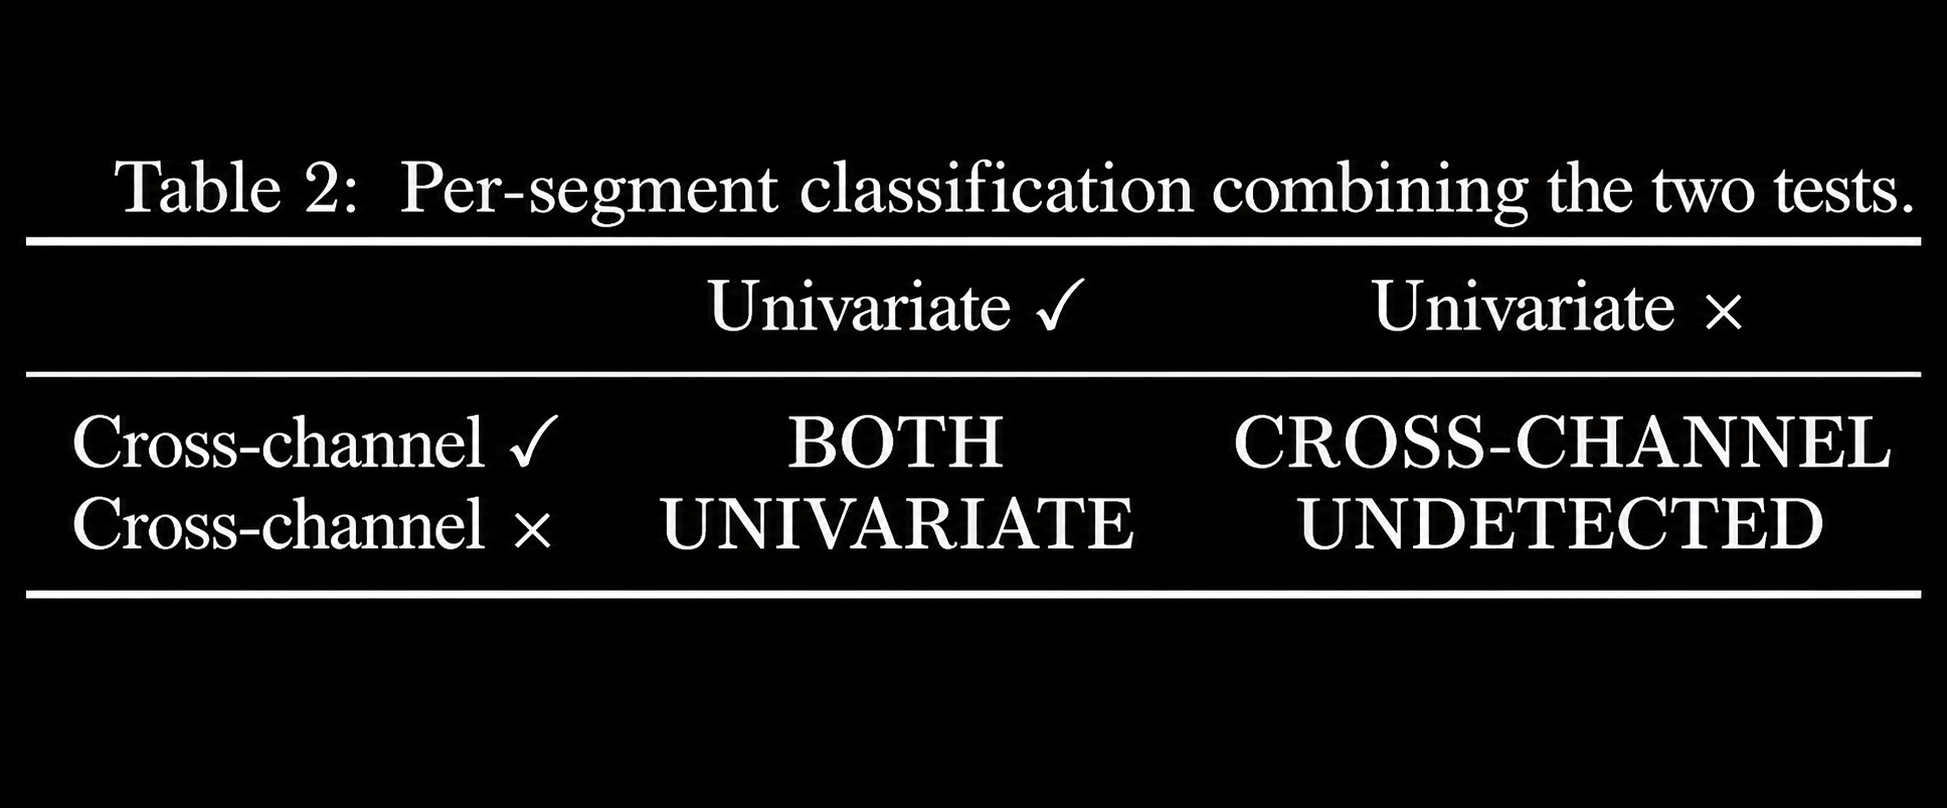 Table 2: Per-segment classification combining the two tests.
Univariate ✓ Univariate ×
Cross-channel ✓ BOTH CROSS-CHANNEL
Cross-channel × UNIVARIATE UNDETECTED